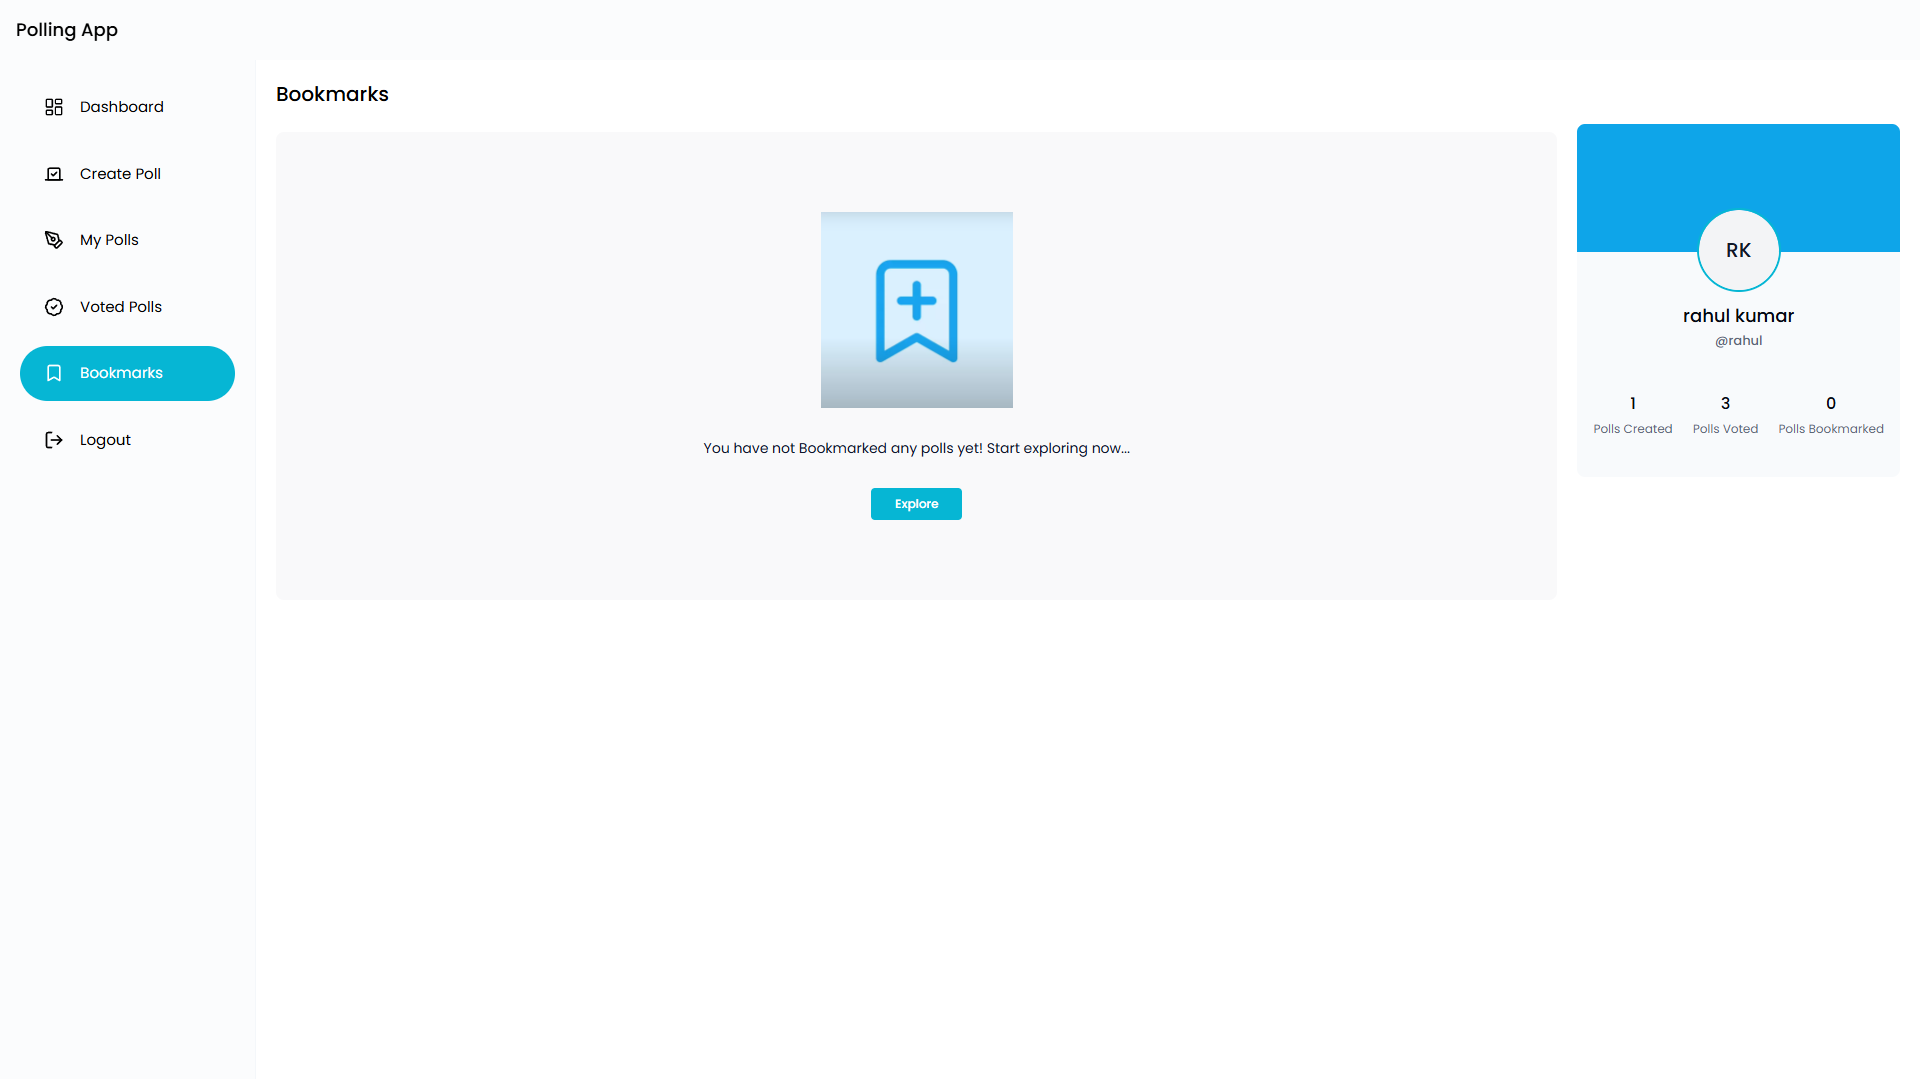 Polling App
Dashboard
Create Poll
My Polls
Voted Polls
Bookmarks
Logout
Bookmarks
You have not Bookmarked any polls yet! Start exploring now...
Explore
RK
rahul kumar
@rahul
1 3 0
Polls Created Polls Voted Polls Bookmarked